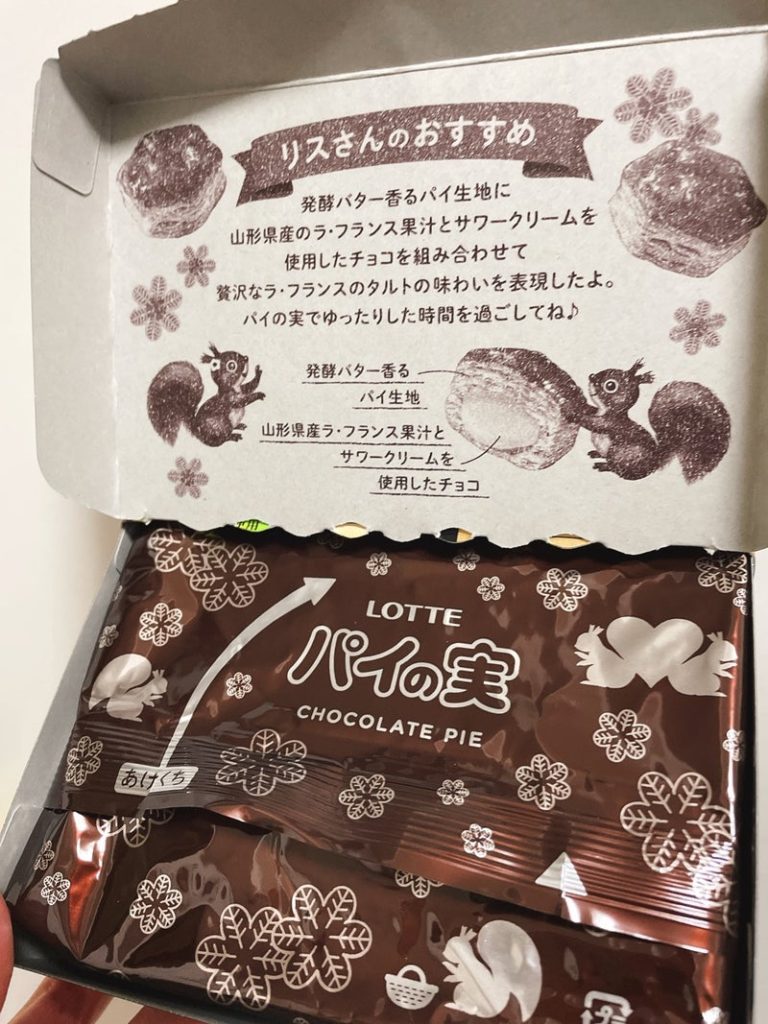 リスさんのおすすめ
発酵バター香るパイ生地に
山形県産のラ・フランス果汁とサワークリームを
使用したチョコを組み合わせて
贅沢なラ・フランスのタルトの味わいを表現したよ。
パイの実でゆったりした時間を過ごしてね♪
発酵バター香る
パイ生地
山形県産ラ・フランス果汁と
サワークリームを
使用したチョコ
LOTTE
パイの実
CHOCOLATE PIE
あけくち